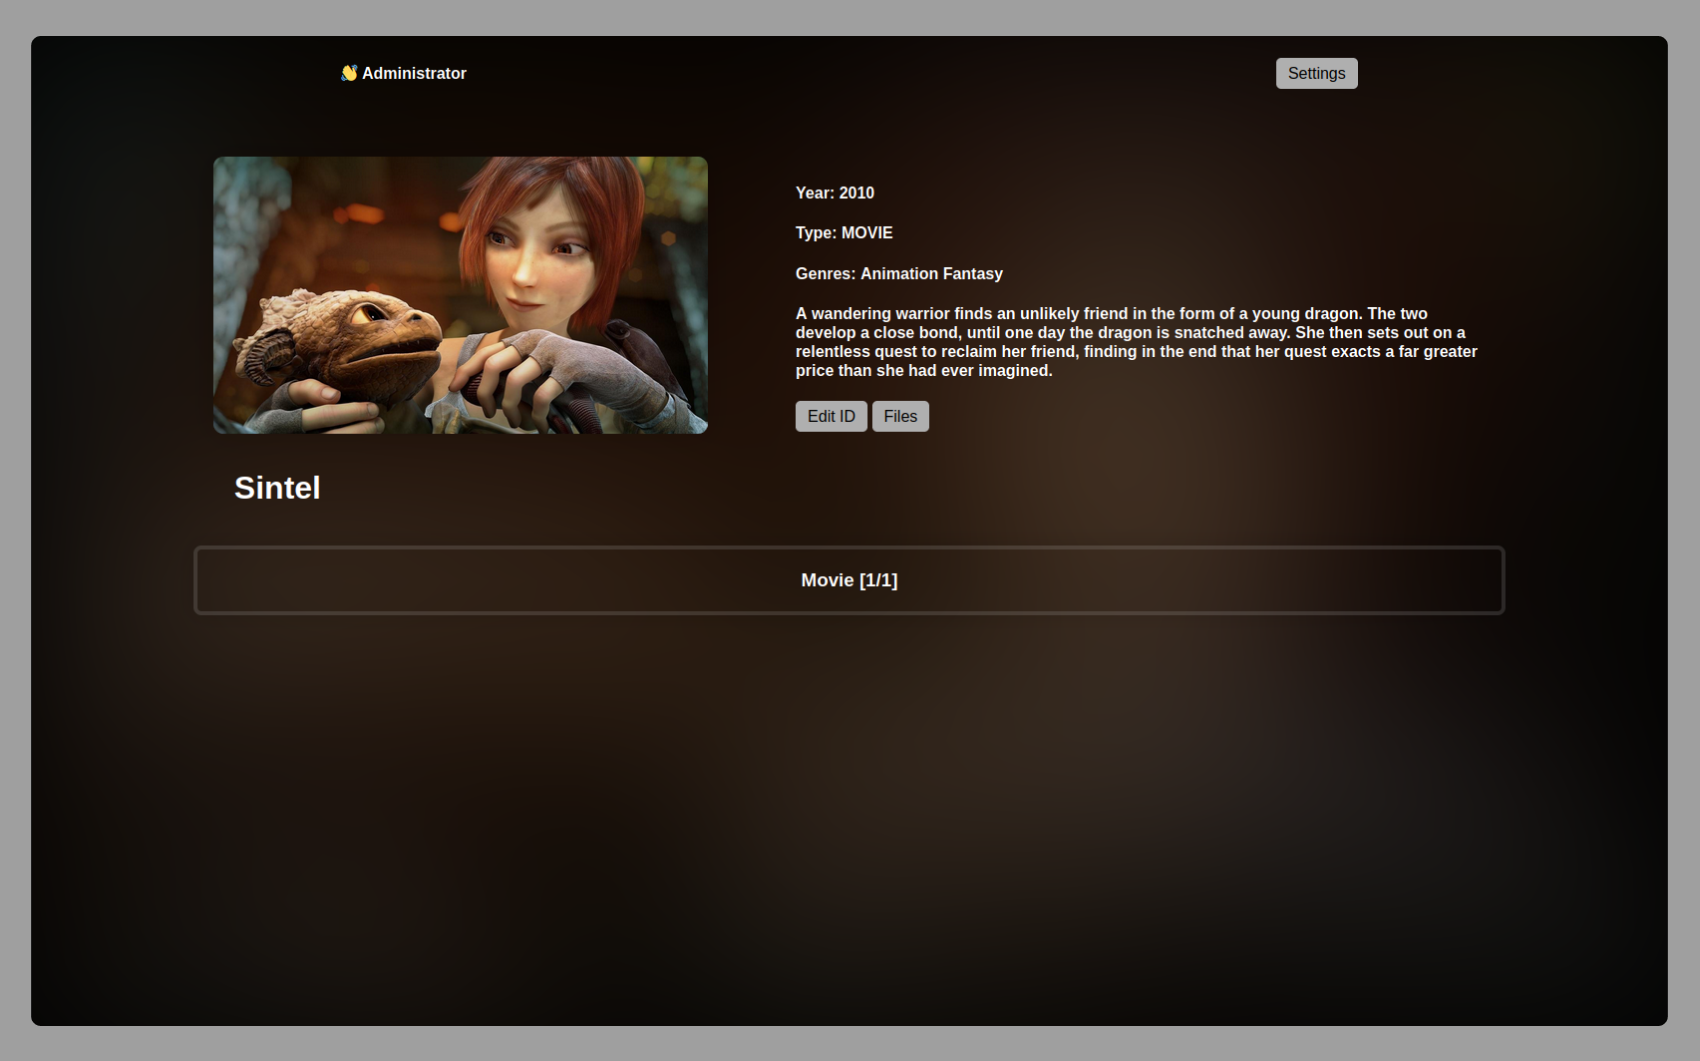 👋 Administrator
Settings
Year: 2010
Type: MOVIE
Genres: Animation Fantasy
A wandering warrior finds an unlikely friend in the form of a young dragon. The two
develop a close bond, until one day the dragon is snatched away. She then sets out on a
relentless quest to reclaim her friend, finding in the end that her quest exacts a far greater
price than she had ever imagined.
Edit ID Files
Sintel
Movie [1/1]